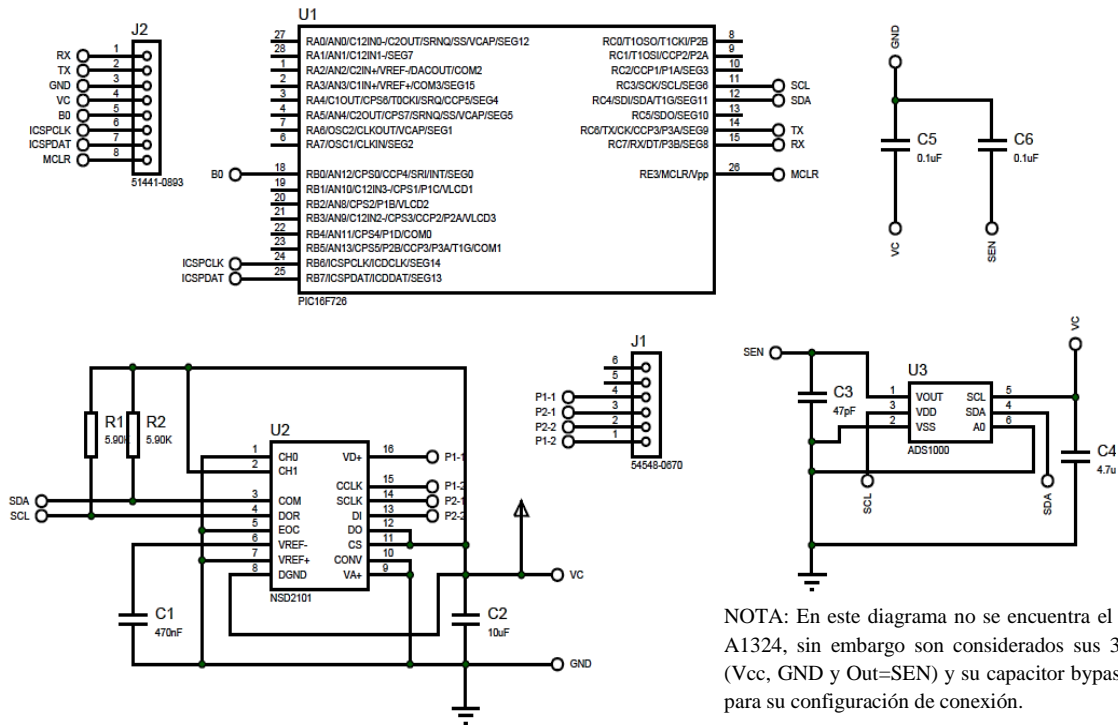 J2
RX 1
TX 2
GND 3
VC 4
B0 5
ICSPCLK 6
ICSPDAT 7
MCLR 8
51441-0893
U1
27 RA0/AN0/C12IN0-/C2OUT/SRNQ/SS/VCAP/SEG12
28 RA1/AN1/C12IN1-/SEG7
1 RA2/AN2/C2IN+/VREF-/DACOUT/COM2
2 RA3/AN3/C1IN+/VREF+/COM3/SEG15
3 RA4/C1OUT/CPS6/T0CKI/SRQ/CCP5/SEG4
4 RA5/AN4/C2OUT/CPS7/SRNQ/SS/VCAP/SEG5
7 RA6/OSC2/CLKOUT/VCAP/SEG1
6 RA7/OSC1/CLKIN/SEG2
B0 18 RB0/AN12/CPS0/CCP4/SRI/INT/SEG0
19 RB1/AN10/C12IN3-/CPS1/P1C/VLCD1
20 RB2/AN8/CPS2/P1B/VLCD2
21 RB3/AN9/C12IN2-/CPS3/CCP2/P2A/VLCD3
22 RB4/AN11/CPS4/P1D/COM0
23 RB5/AN13/CPS5/P2B/CCP3/P3A/T1G/COM1
ICSPCLK 24 RB6/ICSPCLK/ICDCLK/SEG14
ICSPDAT 25 RB7/ICSPDAT/ICDDAT/SEG13
RC0/T1OSO/T1CKI/P2B 8
RC1/T1OSI/CCP2/P2A 9
RC2/CCP1/P1A/SEG3 10
RC3/SCK/SCL/SEG6 11 SCL
RC4/SDI/SDA/T1G/SEG11 12 SDA
RC5/SDO/SEG10 13
RC6/TX/CK/CCP3/P3A/SEG9 14 TX
RC7/RX/DT/P3B/SEG8 15 RX
RE3/MCLR/Vpp 26 MCLR
PIC16F726
GND
C5
0.1uF
C6
0.1uF
VC
SEN
R1
5.90K
R2
5.90K
SDA
SCL
U2
1 CH0
2 CH1
3 COM
4 DOR
5 EOC
6 VREF-
7 VREF+
8 DGND
VD+ 16 P1-1
CCLK 15 P1-2
SCLK 14 P2-1
DI 13 P2-2
DO 12
CS 11
CONV 10
VA+ 9
NSD2101
C1
470nF
C2
10uF
VC
GND
J1
6
5
P1-1 4
P2-1 3
P2-2 2
P1-2 1
54548-0670
VC
SEN
C3
47pF
U3
1 VOUT
3 VDD
2 VSS
SCL 5
SDA 4
A0 6
ADS1000
SCL
SDA
C4
4.7u
NOTA: En este diagrama no se encuentra el
A1324, sin embargo son considerados sus 3
(Vcc, GND y Out=SEN) y su capacitor bypas
para su configuración de conexión.